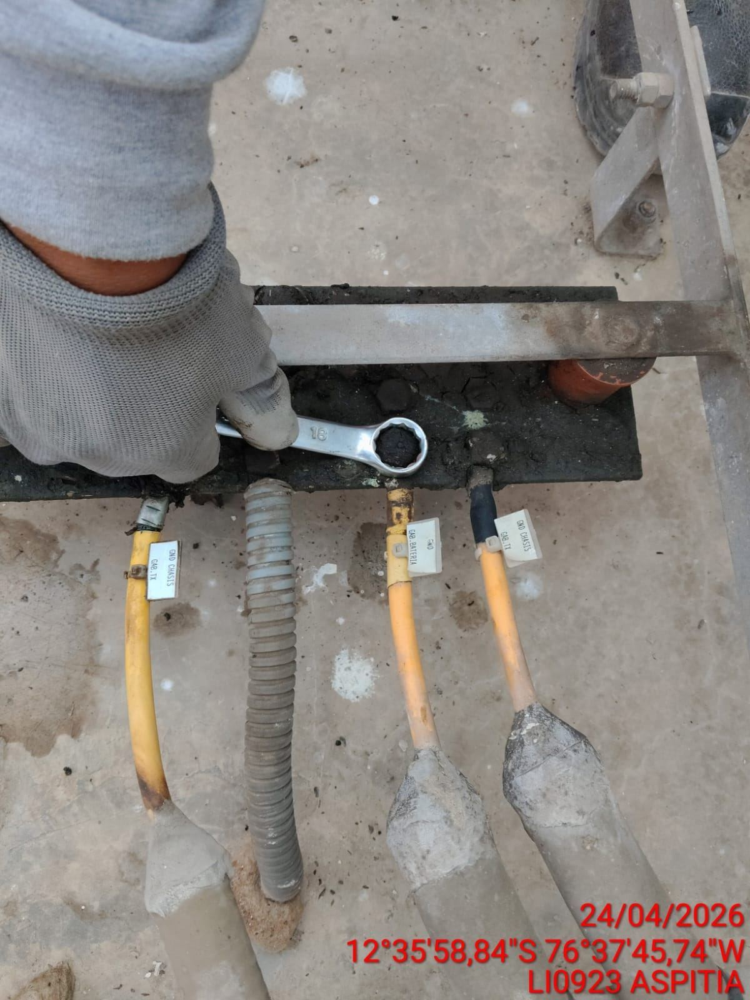 18
GND
GAB.BATERIA
GND CHASIS
GAB.TX
GND CHASIS
GAB.TX
24/04/2026
12°35'58,84"S 76°37'45,74"W
LI0923 ASPITIA